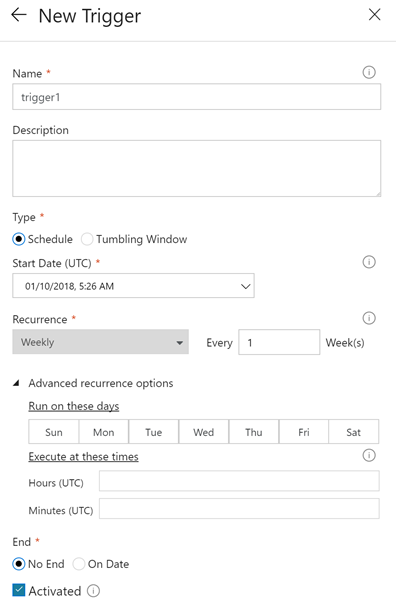 New Trigger
Name *
trigger1
Description
Type *
Schedule Tumbling Window
Start Date (UTC) *
01/10/2018, 5:26 AM
Recurrence *
Weekly Every 1 Week(s)
Advanced recurrence options
Run on these days
Sun Mon Tue Wed Thu Fri Sat
Execute at these times
Hours (UTC)
Minutes (UTC)
End *
No End On Date
Activated